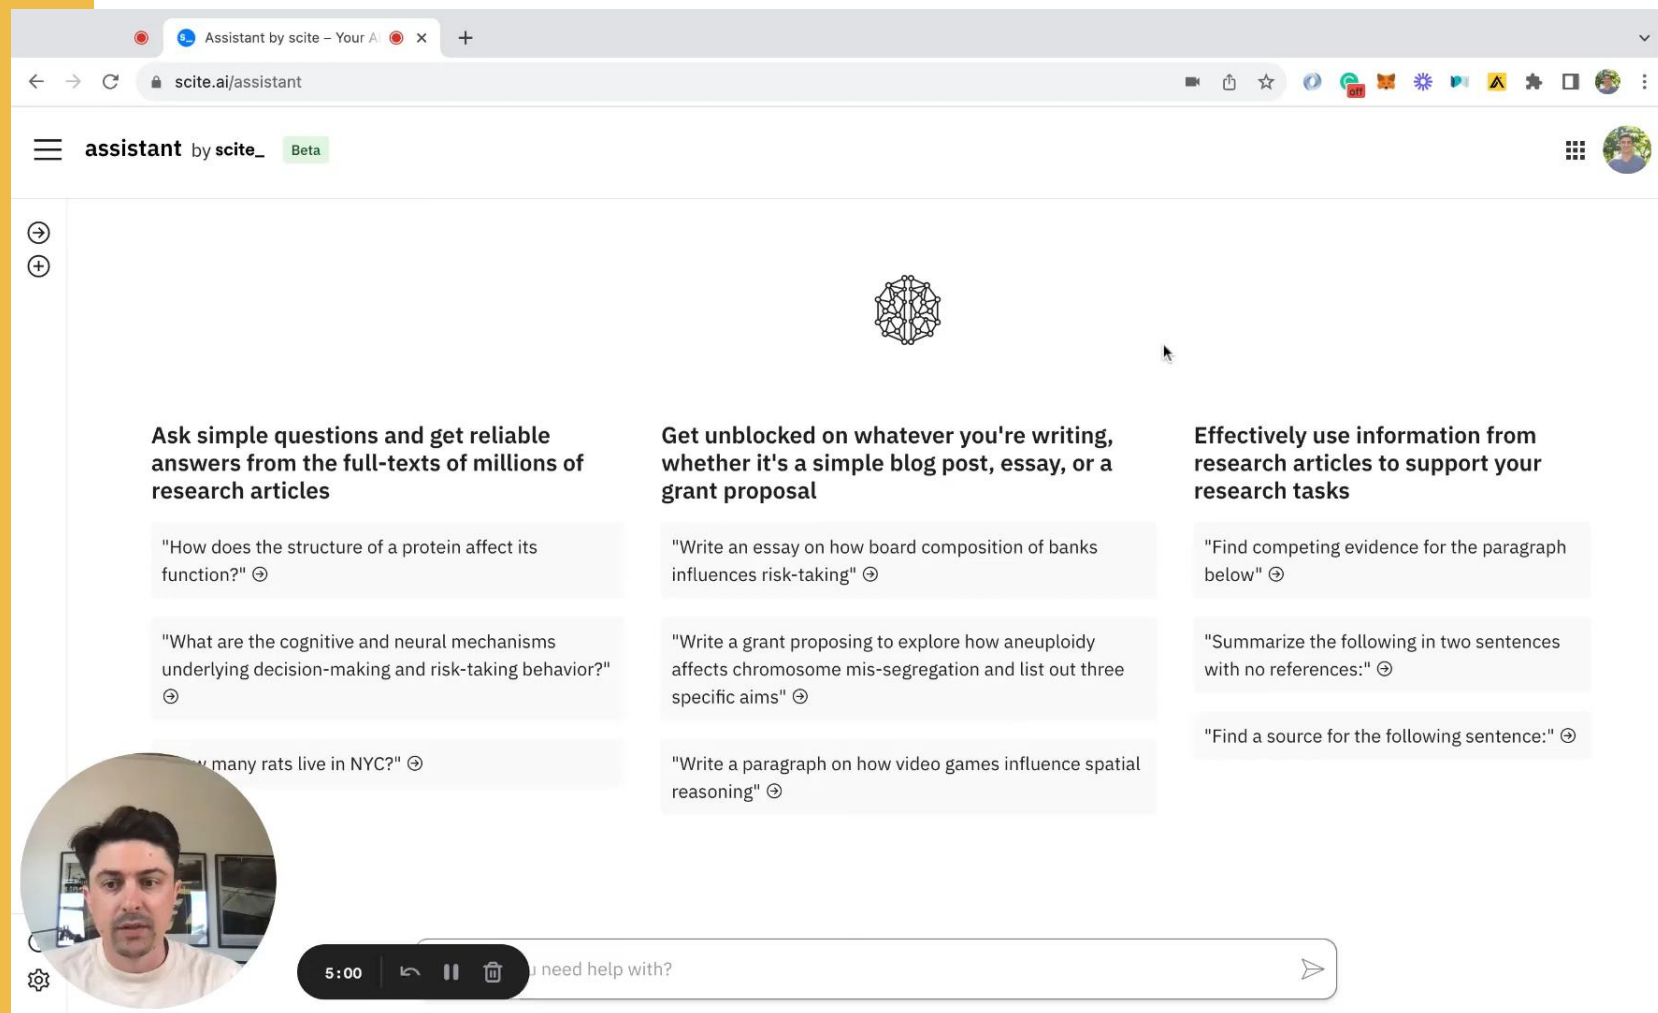 Assistant by scite – Your A
scite.ai/assistant
off
assistant by scite_ Beta
Ask simple questions and get reliable
answers from the full-texts of millions of
research articles
"How does the structure of a protein affect its
function?"
"What are the cognitive and neural mechanisms
underlying decision-making and risk-taking behavior?"
many rats live in NYC?"
Get unblocked on whatever you're writing,
whether it's a simple blog post, essay, or a
grant proposal
"Write an essay on how board composition of banks
influences risk-taking"
"Write a grant proposing to explore how aneuploidy
affects chromosome mis-segregation and list out three
specific aims"
"Write a paragraph on how video games influence spatial
reasoning"
Effectively use information from
research articles to support your
research tasks
"Find competing evidence for the paragraph
below"
"Summarize the following in two sentences
with no references:"
"Find a source for the following sentence:"
5:00
need help with?